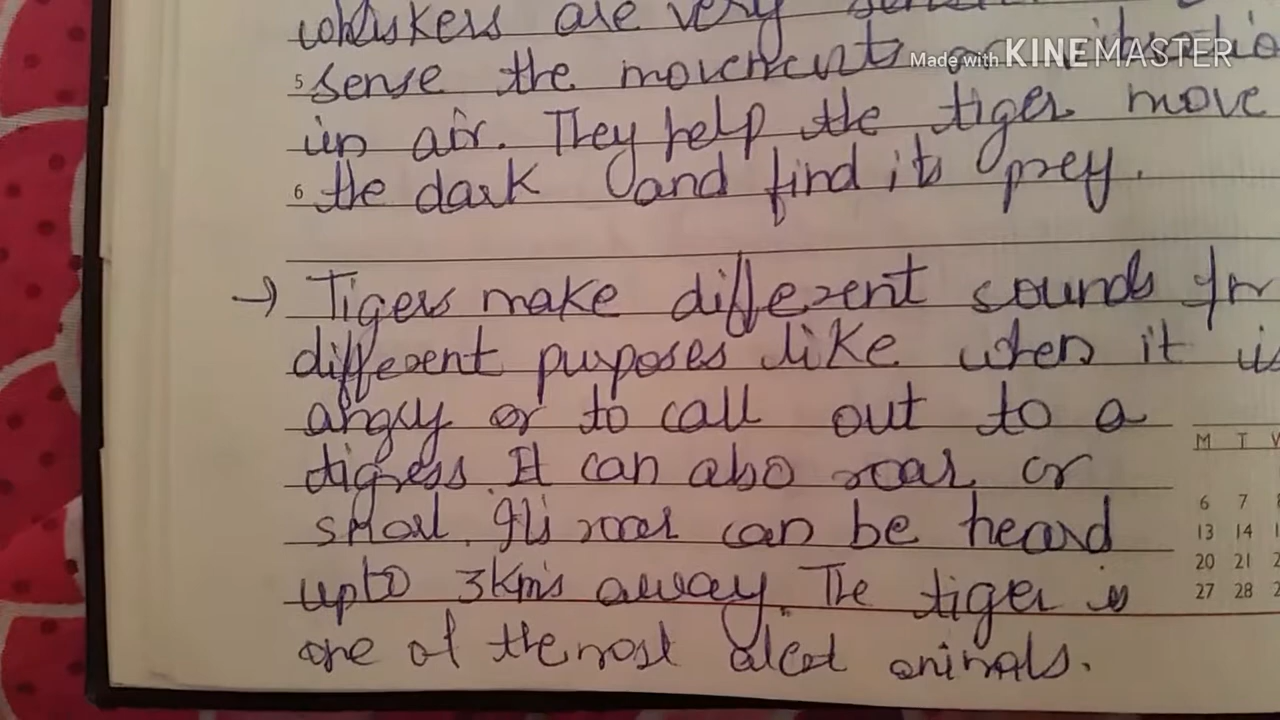 whiskers are very
Made with KINEMASTER
5 sense the movements or
in air. They help the tiger move
6 the dark and find its prey.
→ Tigers make different sounds for
different purposes like when it is
angry or to call out to a
M T
tigress. It can also roar or
6 7
snarl. It's roar can be heard
13 14
20 21
upto 3km's away. The tiger is
27 28
one of the most alert animals.